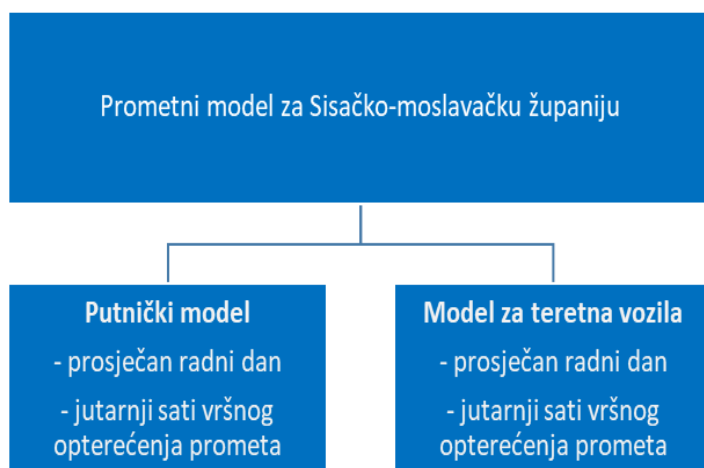 Prometni model za Sisačko-moslavačku županiju
Putnički model
- prosječan radni dan
- jutarnji sati vršnog
opterećenja prometa
Model za teretna vozila
- prosječan radni dan
- jutarnji sati vršnog
opterećenja prometa